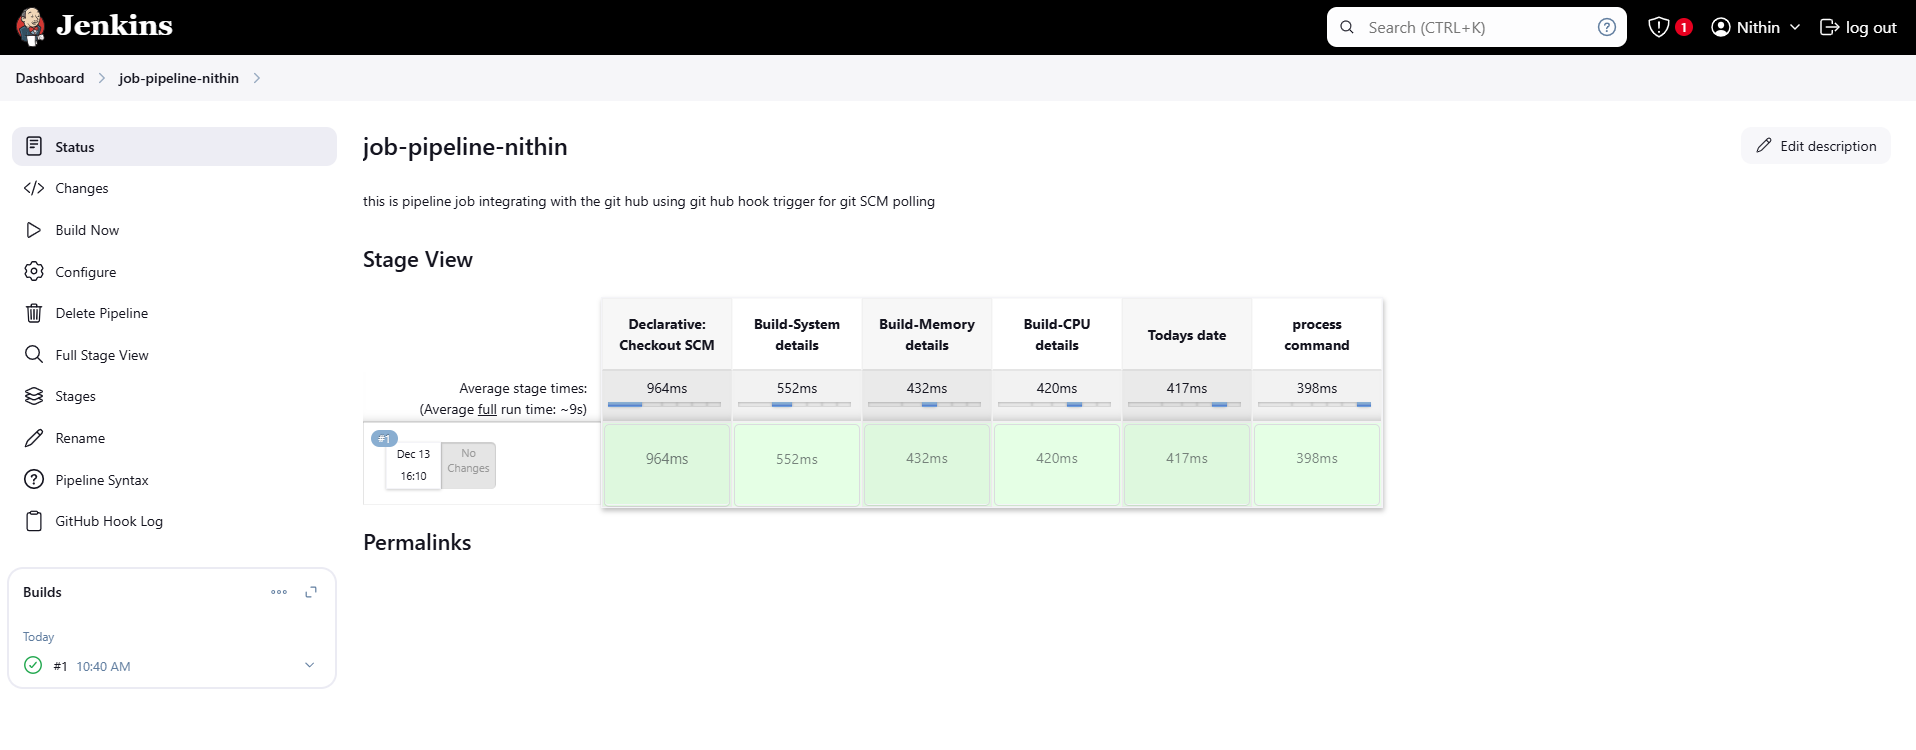 Jenkins
Search (CTRL+K)
1
Nithin
log out
Dashboard
job-pipeline-nithin
Status
Changes
Build Now
Configure
Delete Pipeline
Full Stage View
Stages
Rename
Pipeline Syntax
GitHub Hook Log
Builds
Today
#1 10:40 AM
job-pipeline-nithin
Edit description
this is pipeline job integrating with the git hub using git hub hook trigger for git SCM polling
Stage View
Declarative:
Checkout SCM
Build-System
details
Build-Memory
details
Build-CPU
details
Todays date
process
command
Average stage times:
(Average full run time: ~9s)
964ms
552ms
432ms
420ms
417ms
398ms
#1
Dec 13
16:10
No
Changes
964ms
552ms
432ms
420ms
417ms
398ms
Permalinks